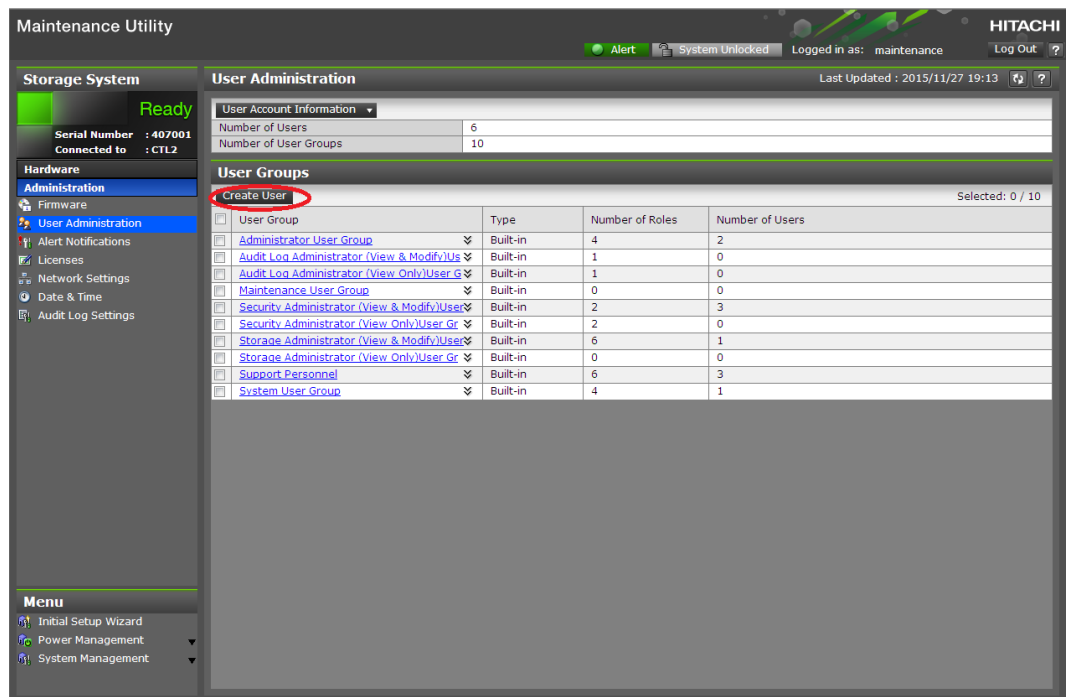 Maintenance Utility
HITACHI
Alert System Unlocked Logged in as: maintenance Log Out ?
Storage System
Ready
Serial Number : 407001
Connected to : CTL2
Hardware
Administration
Firmware
User Administration
Alert Notifications
Licenses
Network Settings
Date & Time
Audit Log Settings
Menu
Initial Setup Wizard
Power Management
System Management
User Administration Last Updated : 2015/11/27 19:13 ?
User Account Information
Number of Users 6
Number of User Groups 10
User Groups
Create User Selected: 0 / 10
User Group Type Number of Roles Number of Users
Administrator User Group Built-in 4 2
Audit Log Administrator (View & Modify)Us Built-in 1 0
Audit Log Administrator (View Only)User G Built-in 1 0
Maintenance User Group Built-in 0 0
Security Administrator (View & Modify)User Built-in 2 3
Security Administrator (View Only)User Gr Built-in 2 0
Storage Administrator (View & Modify)User Built-in 6 1
Storage Administrator (View Only)User Gr Built-in 0 0
Support Personnel Built-in 6 3
System User Group Built-in 4 1